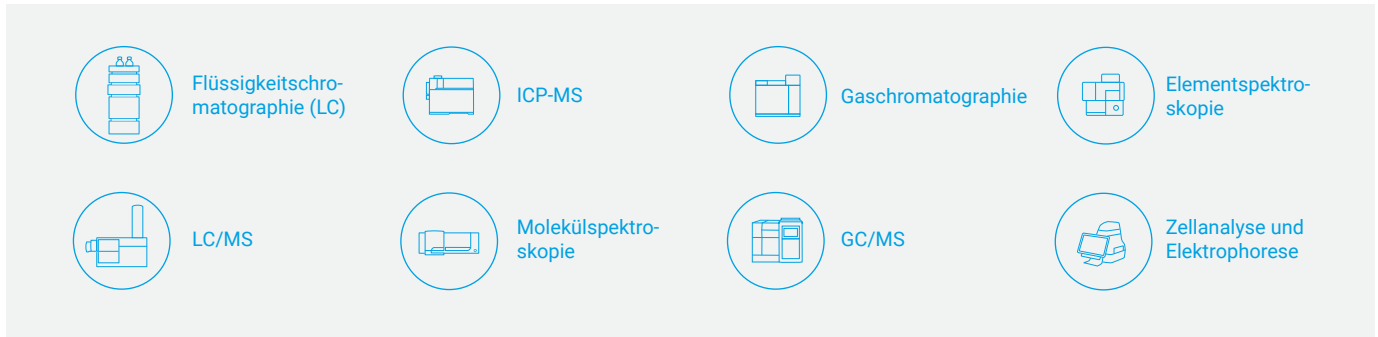 Flüssigkeitschro-
matographie (LC)
ICP-MS
Gaschromatographie
Elementspektro-
skopie
LC/MS
Molekülspektro-
skopie
GC/MS
Zellanalyse und
Elektrophorese